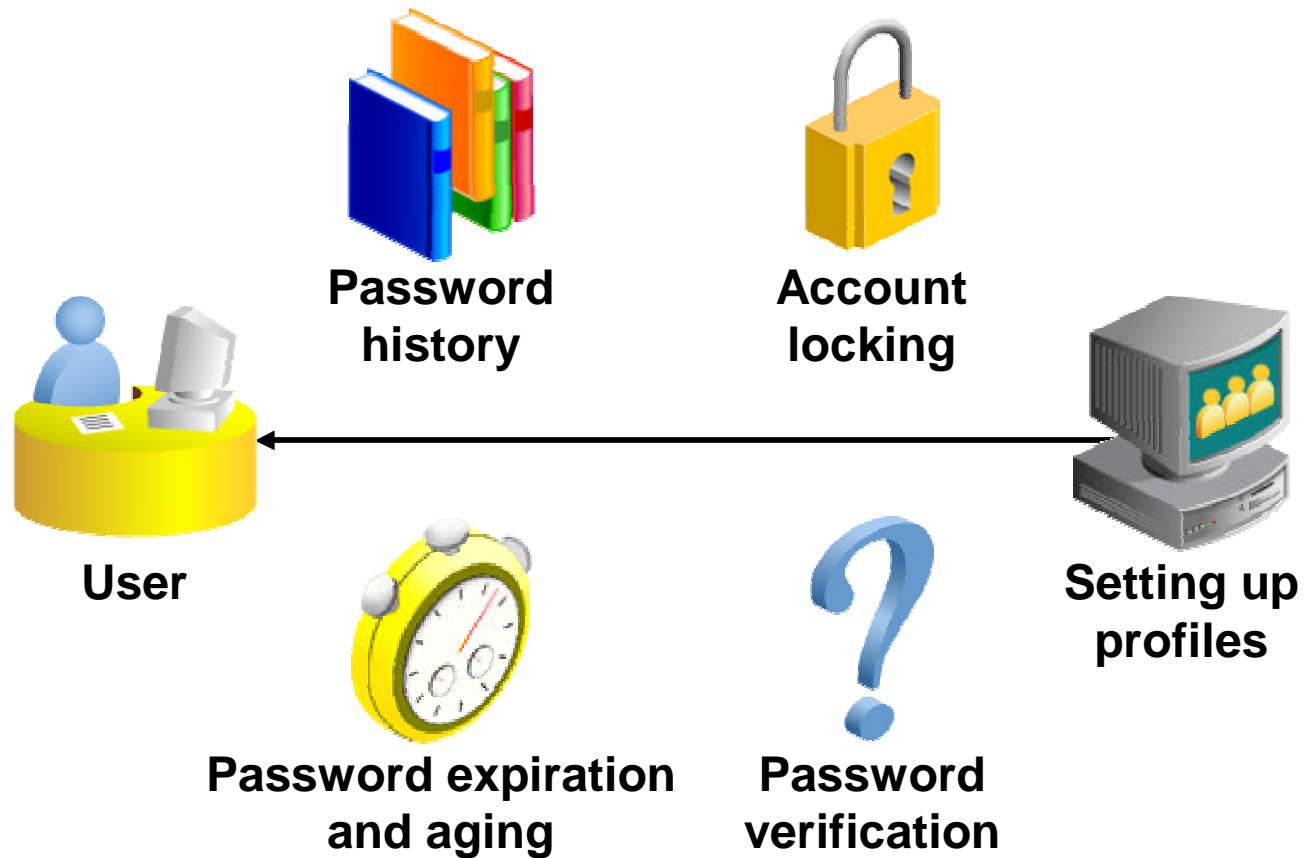 Password
history
Account
locking
User
Setting up
profiles
Password expiration
and aging
Password
verification